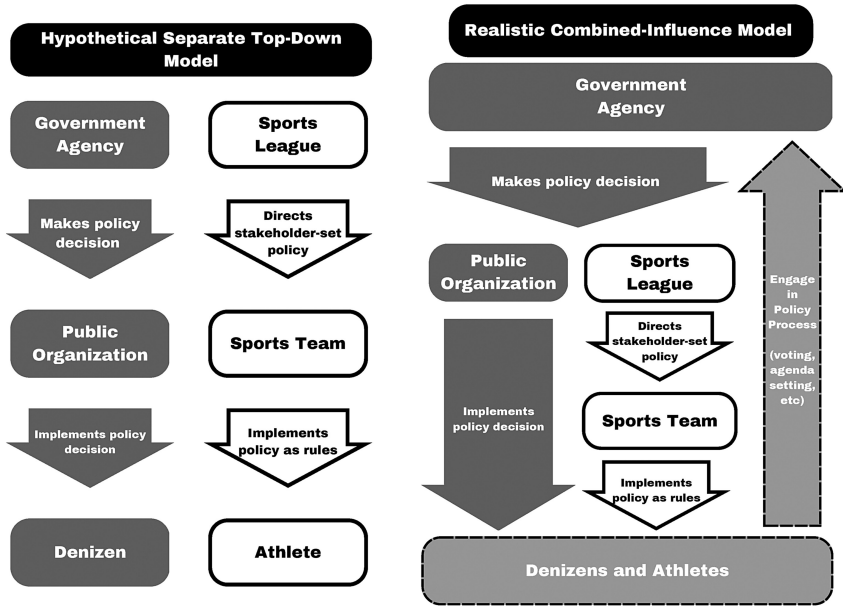 Hypothetical Separate Top-Down
Model
Government
Agency
Sports
League
Makes policy
decision
Directs
stakeholder-set
policy
Public
Organization
Sports Team
Implements policy
decision
Implements
policy as rules
Denizen
Athlete
Realistic Combined-Influence Model
Government
Agency
Makes policy decision
Public
Organization
Sports
League
Directs
stakeholder-set
policy
Implements
policy decision
Sports Team
Implements
policy as rules
Engage
in
Policy
Process
(voting,
agenda
setting,
etc)
Denizens and Athletes